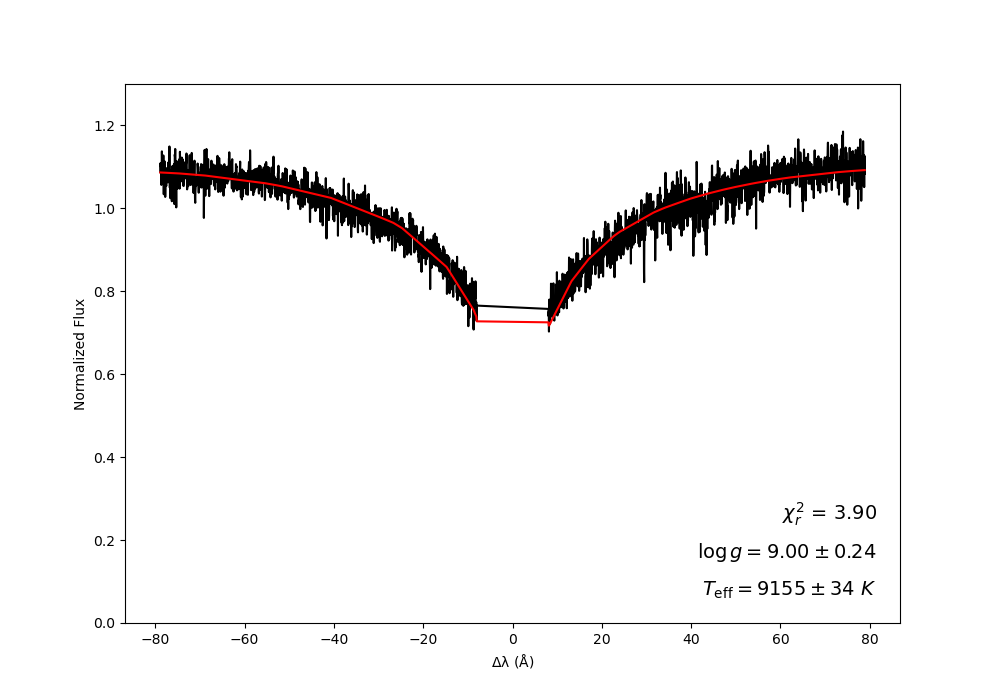 1.2
1.0
0.8
0.6
0.4
0.2
0.0
Normalized Flux
χ²ᵣ = 3.90
log g = 9.00 ± 0.24
T_eff = 9155 ± 34 K
−80 −60 −40 −20 0 20 40 60 80
Δλ (Å)